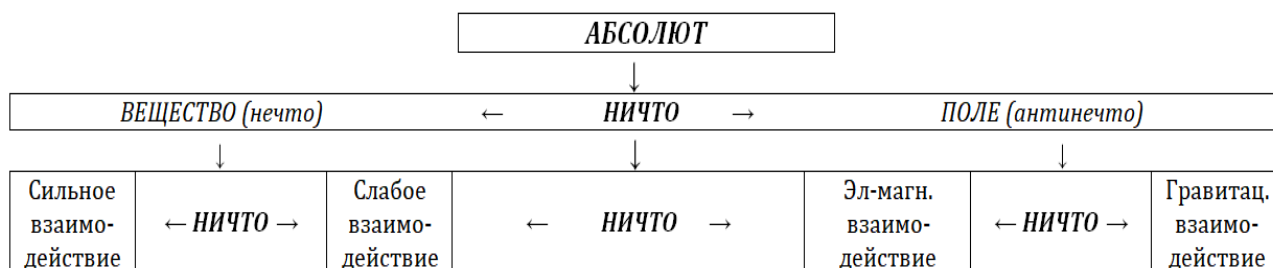 АБСОЛЮТ
↓
ВЕЩЕСТВО (нечто) ← НИЧТО → ПОЛЕ (антинечто)
↓ ↓ ↓
Сильное
взаимо-
действие
← НИЧТО →
Слабое
взаимо-
действие
← НИЧТО →
Эл-магн.
взаимо-
действие
← НИЧТО →
Гравитац.
взаимо-
действие